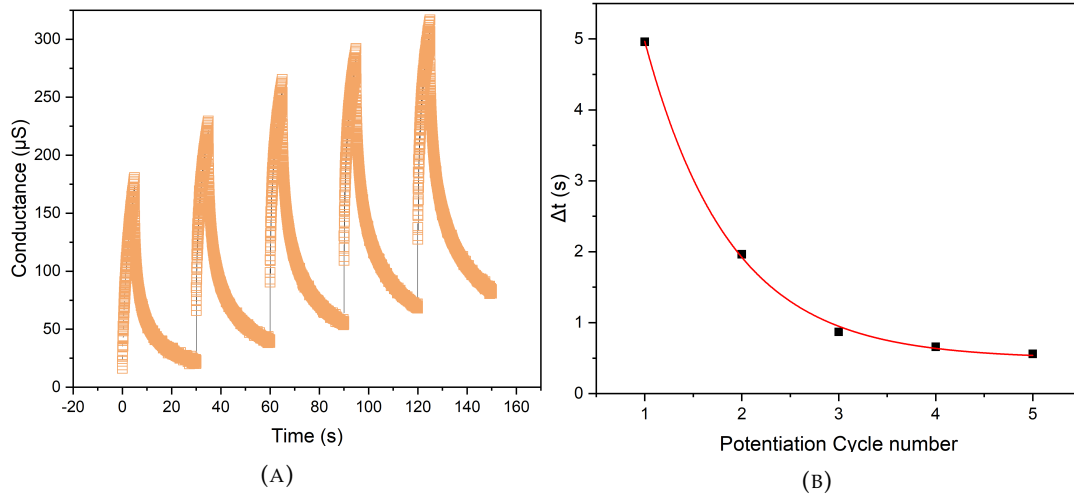 Conductance (µS)
300
250
200
150
100
50
0
-20 0 20 40 60 80 100 120 140 160
Time (s)
(A)
Δt (s)
5
4
3
2
1
0
1 2 3 4 5
Potentiation Cycle number
(B)